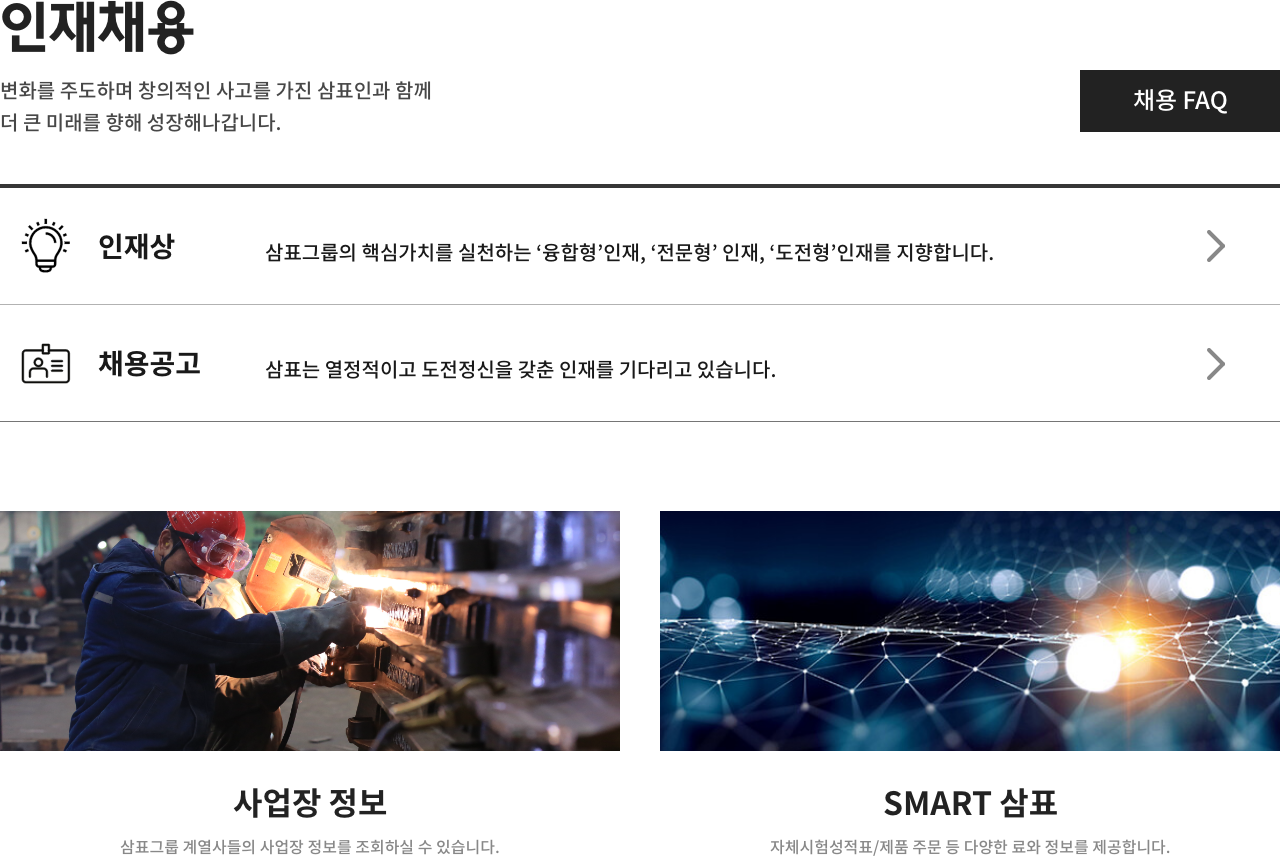 인재채용
변화를 주도하며 창의적인 사고를 가진 삼표인과 함께
더 큰 미래를 향해 성장해나갑니다.
채용 FAQ
인재상
삼표그룹의 핵심가치를 실천하는 ‘융합형’인재, ‘전문형’ 인재, ‘도전형’인재를 지향합니다.
채용공고
삼표는 열정적이고 도전정신을 갖춘 인재를 기다리고 있습니다.
사업장 정보
삼표그룹 계열사들의 사업장 정보를 조회하실 수 있습니다.
SMART 삼표
자체시험성적표/제품 주문 등 다양한 료와 정보를 제공합니다.